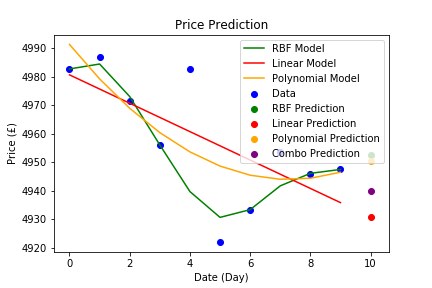 Price Prediction
RBF Model
Linear Model
Polynomial Model
Data
RBF Prediction
Linear Prediction
Polynomial Prediction
Combo Prediction
4990
4980
4970
4960
4950
4940
4930
4920
Price (£)
0 2 4 6 8 10
Date (Day)